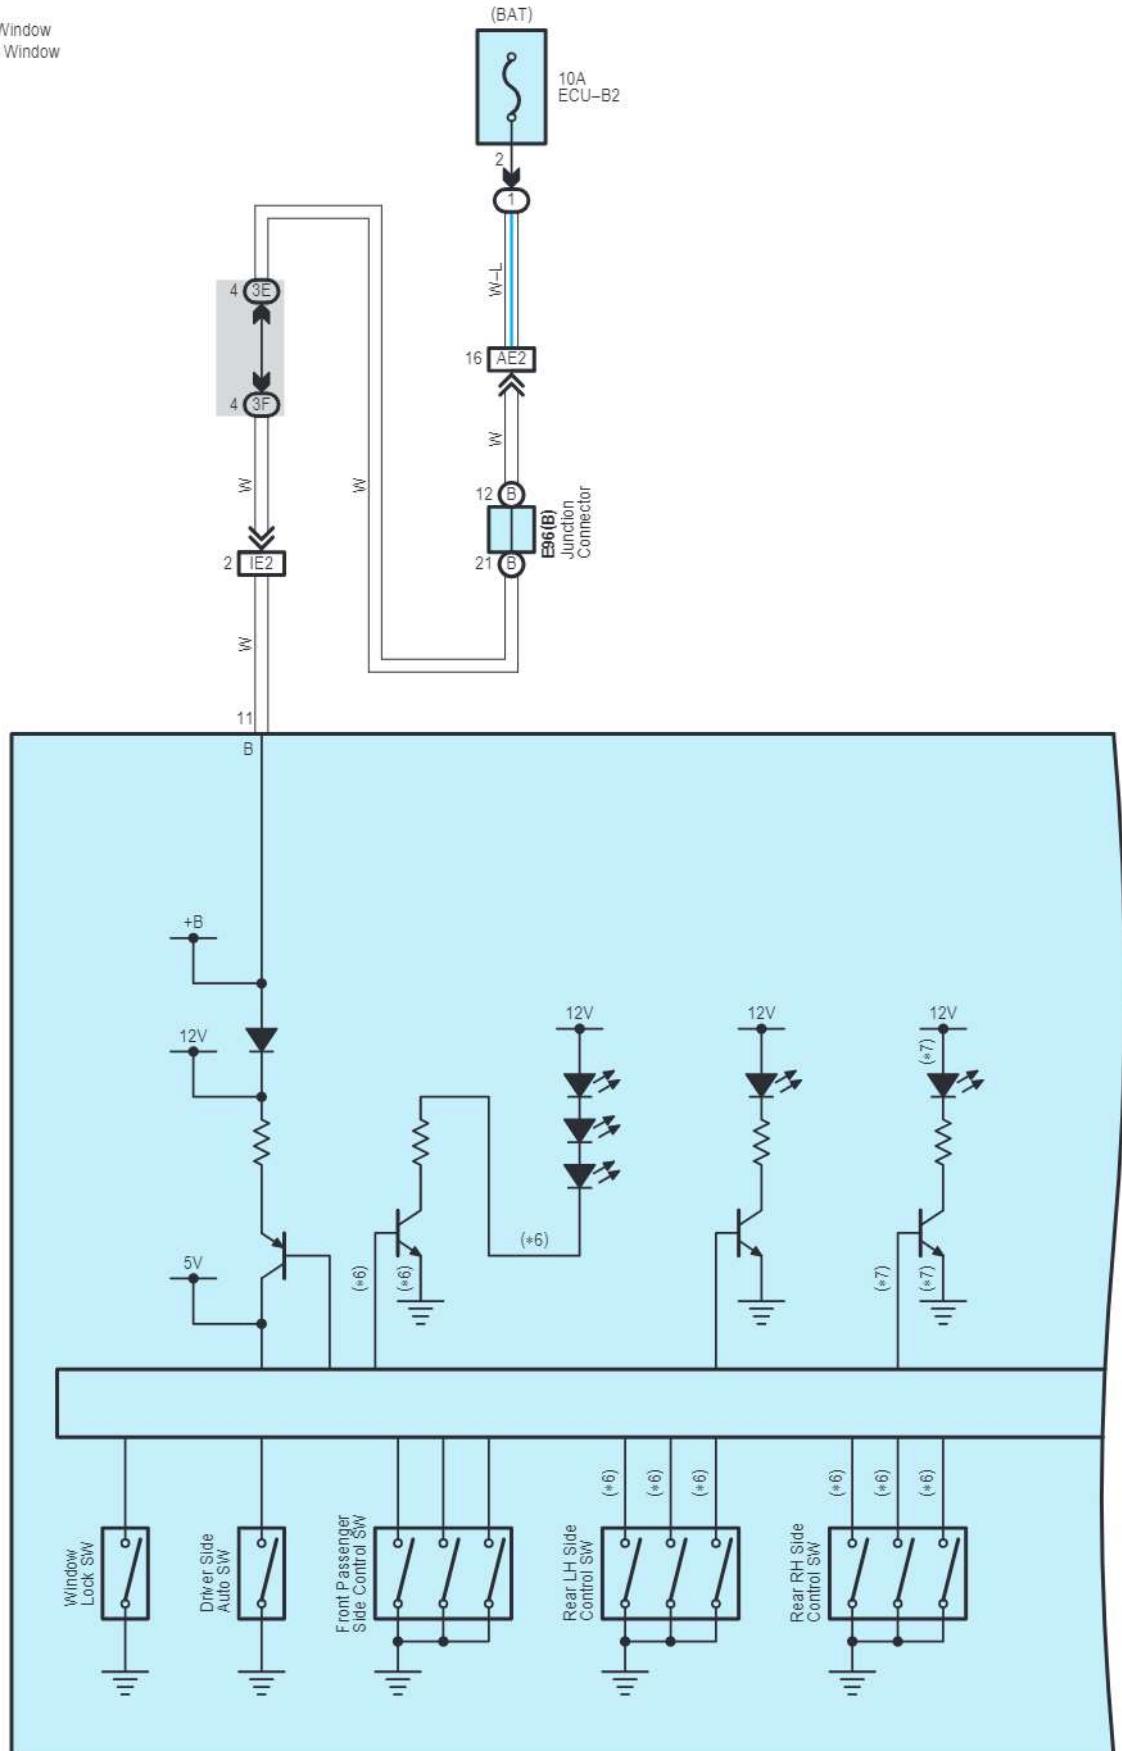 Window
Window
(BAT)
10A
ECU–B2
2
1
W–L
4 3E
16 AE2
4 3F
W
W
W
12 B
E96(B)
Junction
Connector
21 B
2 IE2
W
11
B
+B
12V
12V
12V
12V
(*7)
5V
(*6)
(*6)
(*6)
(*7)
(*7)
(*6)
(*6)
(*6)
(*6)
(*6)
(*6)
Window
Lock SW
Driver Side
Auto SW
Front Passenger
Side Control SW
Rear LH Side
Control SW
Rear RH Side
Control SW